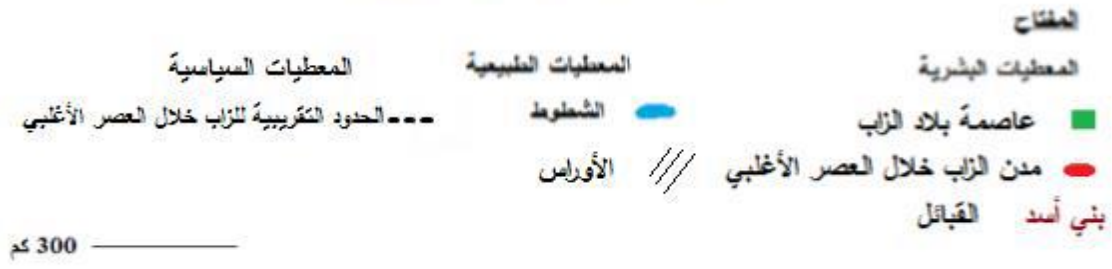 المفتاح
المعطيات البشرية المعطيات الطبيعية المعطيات السياسية
عاصمة بلاد الزاب الشطوط الحدود التقريبية للزاب خلال العصر الأغلبي
مدن الزاب خلال العصر الأغلبي الأوراس
بني أسد القبائل
300 كم